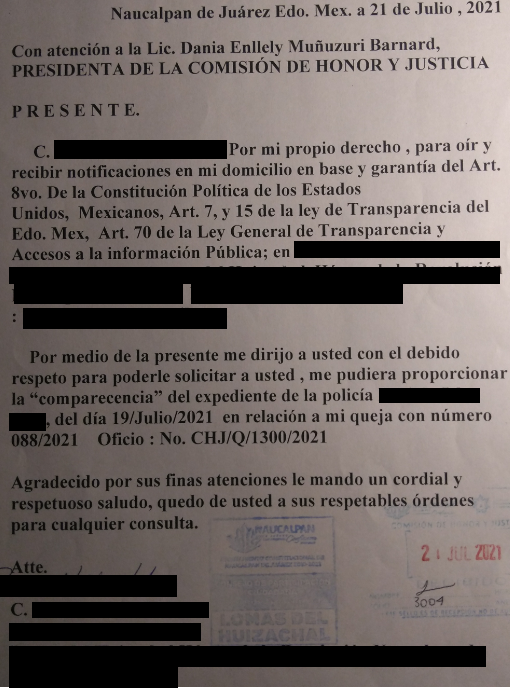 Naucalpan de Juárez Edo. Mex. a 21 de Julio , 2021
Con atención a la Lic. Dania Enllely Muñuzuri Barnard,
PRESIDENTA DE LA COMISIÓN DE HONOR Y JUSTICIA
P R E S E N T E.
C. Por mi propio derecho , para oír y
recibir notificaciones en mi domicilio en base y garantía del Art.
8vo. De la Constitución Política de los Estados
Unidos, Mexicanos, Art. 7, y 15 de la ley de Transparencia del
Edo. Mex, Art. 70 de la Ley General de Transparencia y
Accesos a la información Pública; en
:
Por medio de la presente me dirijo a usted con el debido
respeto para poderle solicitar a usted , me pudiera proporcionar
la “comparecencia” del expediente de la policía
, del día 19/Julio/2021 en relación a mi queja con número
088/2021 Oficio : No. CHJ/Q/1300/2021
Agradecido por sus finas atenciones le mando un cordial y
respetuoso saludo, quedo de usted a sus respetables órdenes
para cualquier consulta.
NAUCALPAN
21 JUL 2021
Atte.
3004
C.
LOMAS DEL
HUIZACHAL